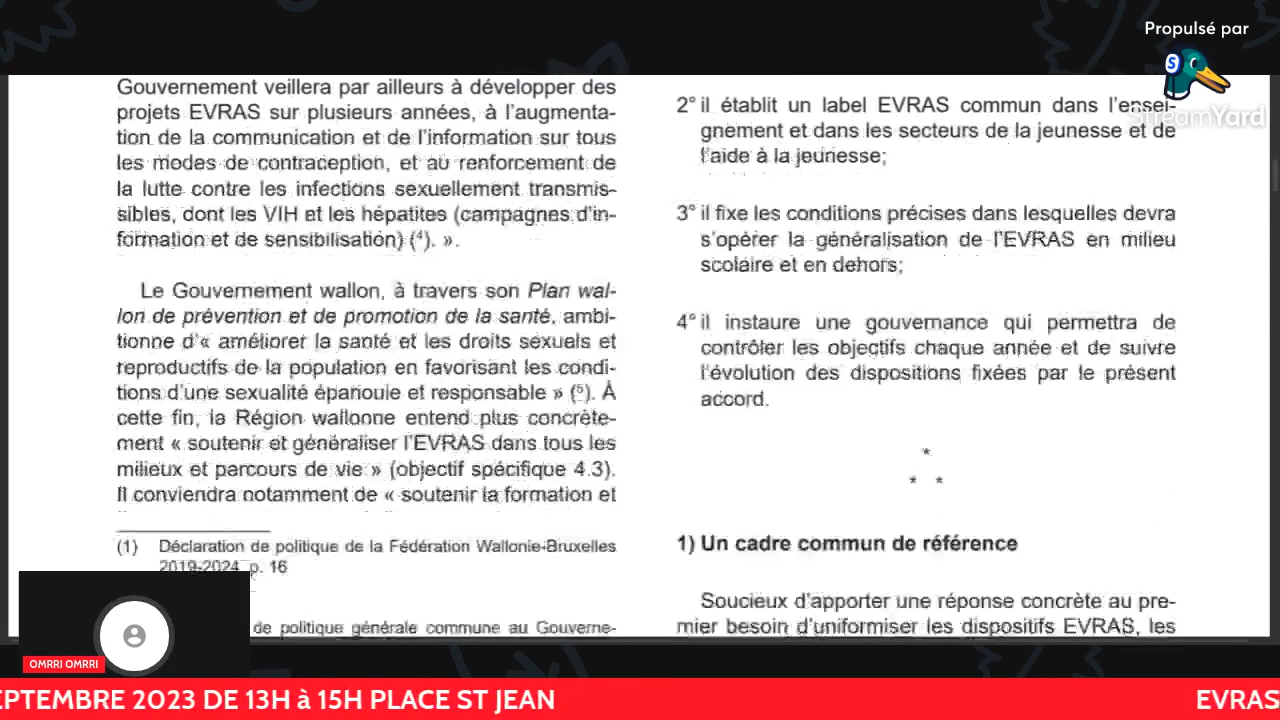 Propulsé par
StreamYard
Gouvernement veillera par ailleurs à développer des
projets EVRAS sur plusieurs années, à l'augmenta-
tion de la communication et de l'information sur tous
les modes de contraception, et au renforcement de
la lutte contre les infections sexuellement transmis-
sibles, dont les VIH et les hépatites (campagnes d'in-
formation et de sensibilisation) (⁴). ».
Le Gouvernement wallon, à travers son Plan wal-
lon de prévention et de promotion de la santé, ambi-
tionne d'« améliorer la santé et les droits sexuels et
reproductifs de la population en favorisant les condi-
tions d'une sexualité épanouie et responsable » (⁵). À
cette fin, la Région wallonne entend plus concrète-
ment « soutenir et généraliser l'EVRAS dans tous les
milieux et parcours de vie » (objectif spécifique 4.3).
Il conviendra notamment de « soutenir la formation et
(1) Déclaration de politique de la Fédération Wallonie-Bruxelles
2019-2024, p. 16
de politique générale commune au Gouverne-
2° il établit un label EVRAS commun dans l'ensei-
gnement et dans les secteurs de la jeunesse et de
l'aide à la jeunesse;
3° il fixe les conditions précises dans lesquelles devra
s'opérer la généralisation de l'EVRAS en milieu
scolaire et en dehors;
4° il instaure une gouvernance qui permettra de
contrôler les objectifs chaque année et de suivre
l'évolution des dispositions fixées par le présent
accord.
*
* *
1) Un cadre commun de référence
Soucieux d'apporter une réponse concrète au pre-
mier besoin d'uniformiser les dispositifs EVRAS, les
OMRRI OMRRI
EPTEMBRE 2023 DE 13H à 15H PLACE ST JEAN
EVRAS